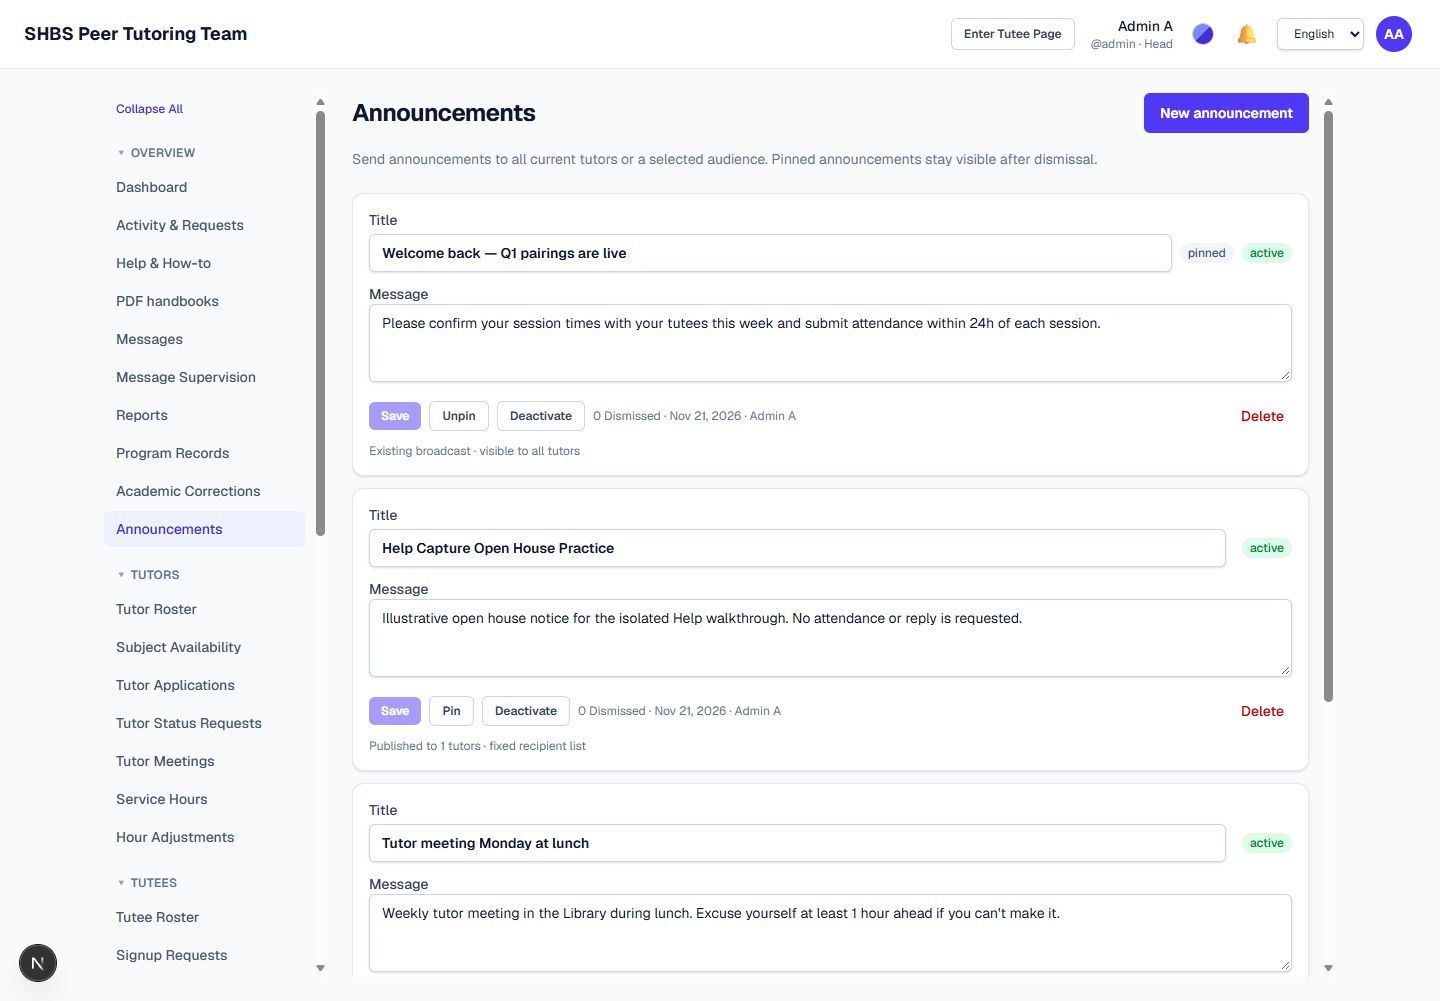 SHBS Peer Tutoring Team
Enter Tutee Page
Admin A
@admin · Head
English
AA
Collapse All
OVERVIEW
Dashboard
Activity & Requests
Help & How-to
PDF handbooks
Messages
Message Supervision
Reports
Program Records
Academic Corrections
Announcements
TUTORS
Tutor Roster
Subject Availability
Tutor Applications
Tutor Status Requests
Tutor Meetings
Service Hours
Hour Adjustments
TUTEES
Tutee Roster
Signup Requests
N
Announcements
New announcement
Send announcements to all current tutors or a selected audience. Pinned announcements stay visible after dismissal.
Title
Welcome back — Q1 pairings are live
pinned
active
Message
Please confirm your session times with your tutees this week and submit attendance within 24h of each session.
Save
Unpin
Deactivate
0 Dismissed · Nov 21, 2026 · Admin A
Delete
Existing broadcast · visible to all tutors
Title
Help Capture Open House Practice
active
Message
Illustrative open house notice for the isolated Help walkthrough. No attendance or reply is requested.
Save
Pin
Deactivate
0 Dismissed · Nov 21, 2026 · Admin A
Delete
Published to 1 tutors · fixed recipient list
Title
Tutor meeting Monday at lunch
active
Message
Weekly tutor meeting in the Library during lunch. Excuse yourself at least 1 hour ahead if you can't make it.